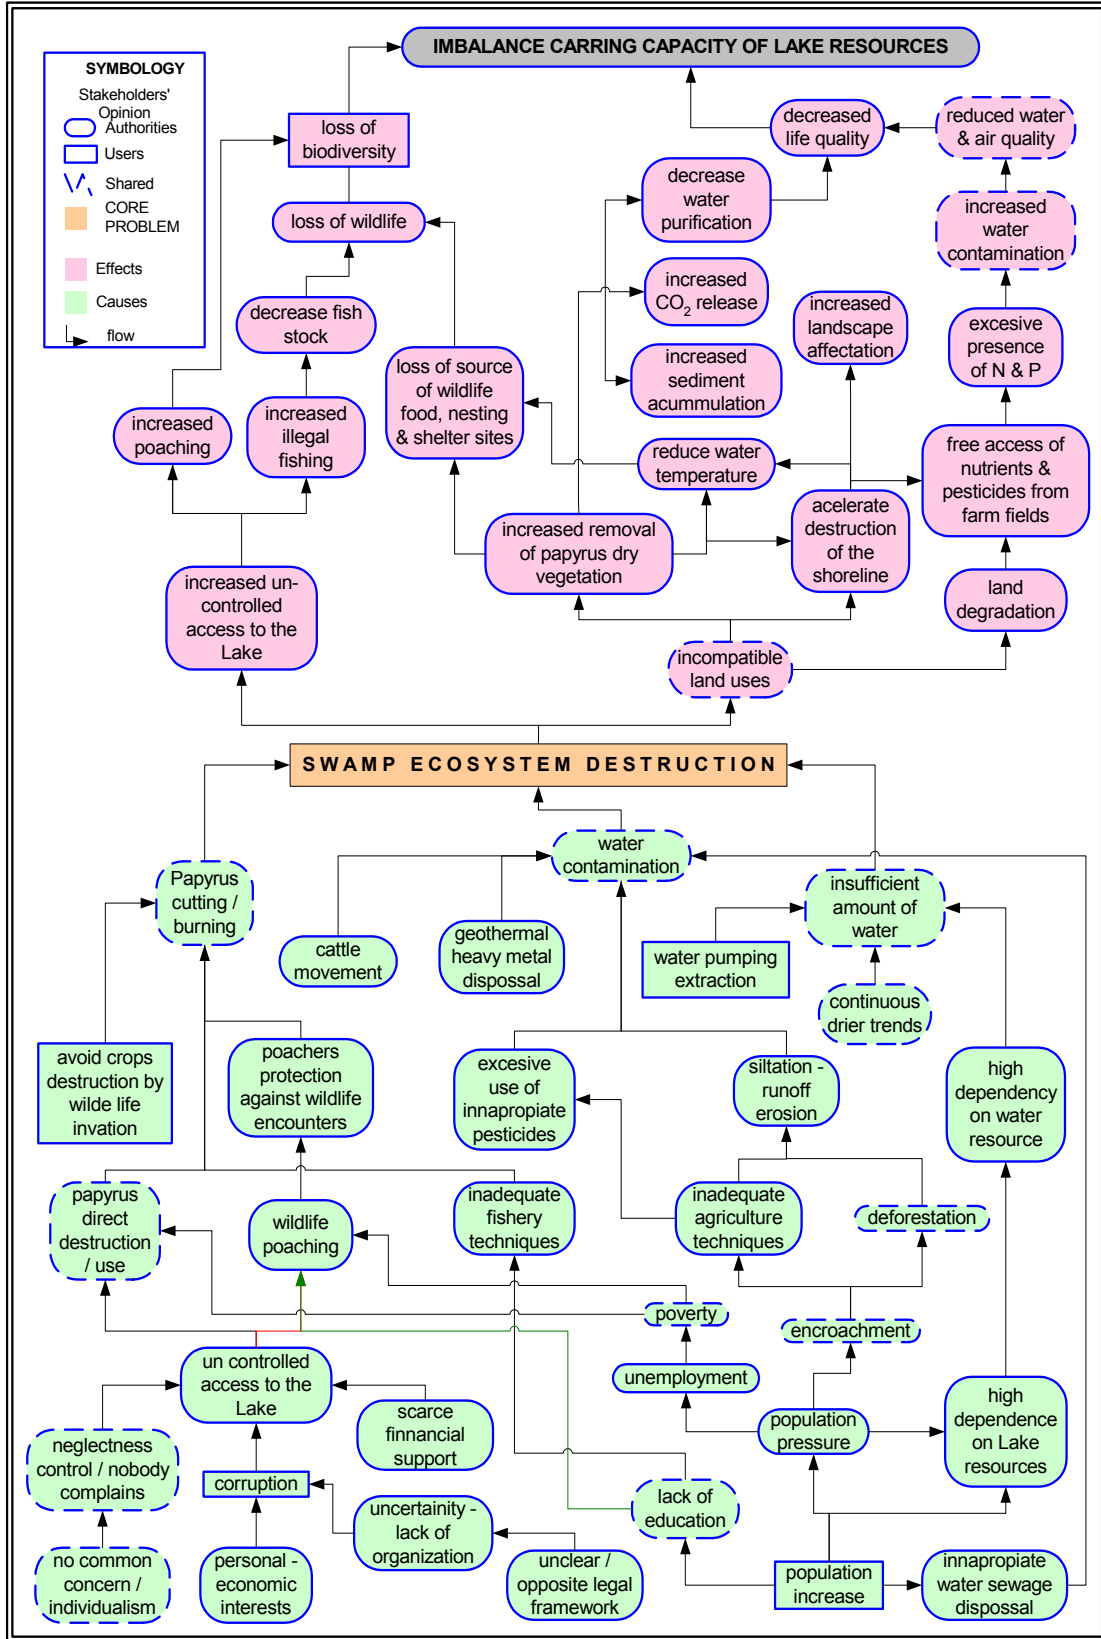 IMBALANCE CARRING CAPACITY OF LAKE RESOURCES
SYMBOLOGY
Stakeholders'
Opinion
Authorities
Users
Shared
CORE
PROBLEM
Effects
Causes
flow
loss of
biodiversity
decreased
life quality
reduced water
& air quality
decrease
water
purification
increased
water
contamination
loss of wildlife
increased
CO2 release
increased
landscape
affectation
decrease fish
stock
excesive
presence
of N & P
loss of source
of wildlife
food, nesting
& shelter sites
increased
sediment
acummulation
increased
poaching
increased
illegal
fishing
reduce water
temperature
free access of
nutrients &
pesticides from
farm fields
increased removal
of papyrus dry
vegetation
acelerate
destruction
of the
shoreline
increased un-
controlled
access to the
Lake
land
degradation
incompatible
land uses
SWAMP ECOSYSTEM DESTRUCTION
water
contamination
Papyrus
cutting /
burning
insufficient
amount of
water
cattle
movement
geothermal
heavy metal
dispossal
water pumping
extraction
continuous
drier trends
avoid crops
destruction by
wilde life
invation
poachers
protection
against wildlife
encounters
excesive
use of
innapropiate
pesticides
siltation -
runoff
erosion
high
dependency
on water
resource
papyrus
direct
destruction
/ use
wildlife
poaching
inadequate
fishery
techniques
inadequate
agriculture
techniques
deforestation
poverty
encroachment
un controlled
access to the
Lake
unemployment
scarce
finnancial
support
population
pressure
high
dependence
on Lake
resources
neglectness
control / nobody
complains
corruption
uncertainity -
lack of
organization
lack of
education
no common
concern /
individualism
personal -
economic
interests
unclear /
opposite legal
framework
population
increase
innapropiate
water sewage
dispossal